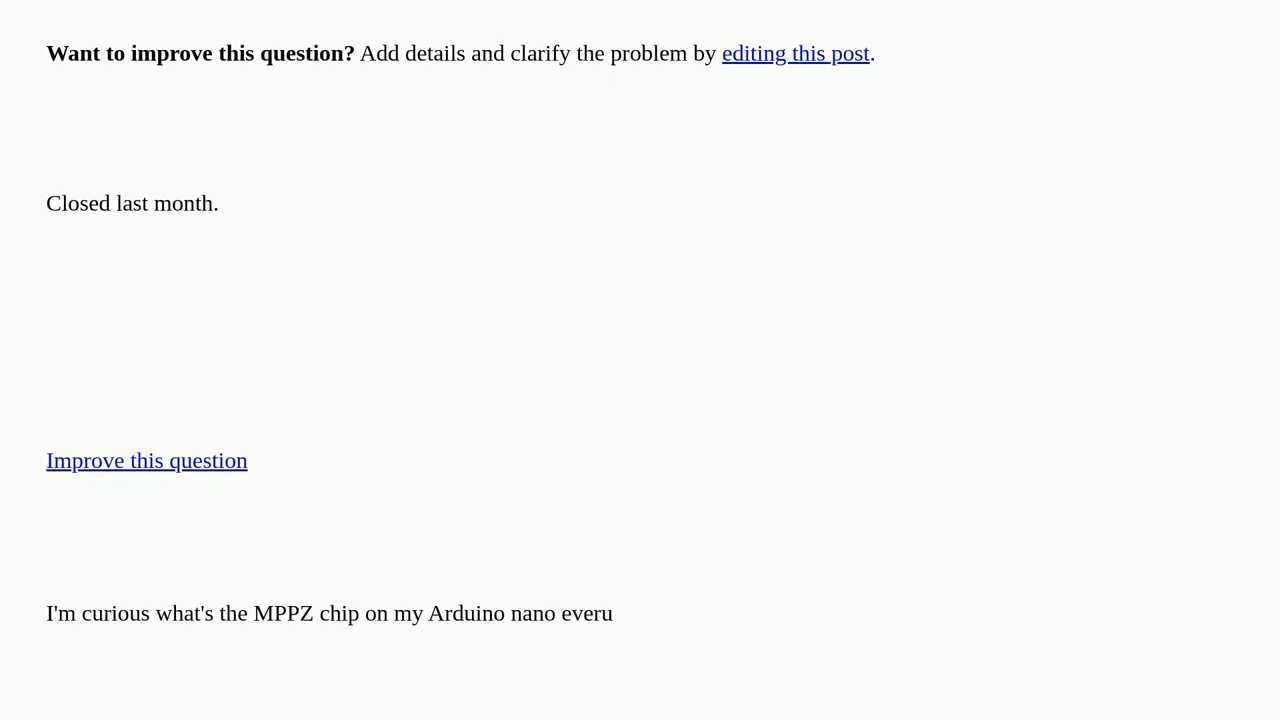 Want to improve this question? Add details and clarify the problem by editing this post.
Closed last month.
Improve this question
I'm curious what's the MPPZ chip on my Arduino nano everu